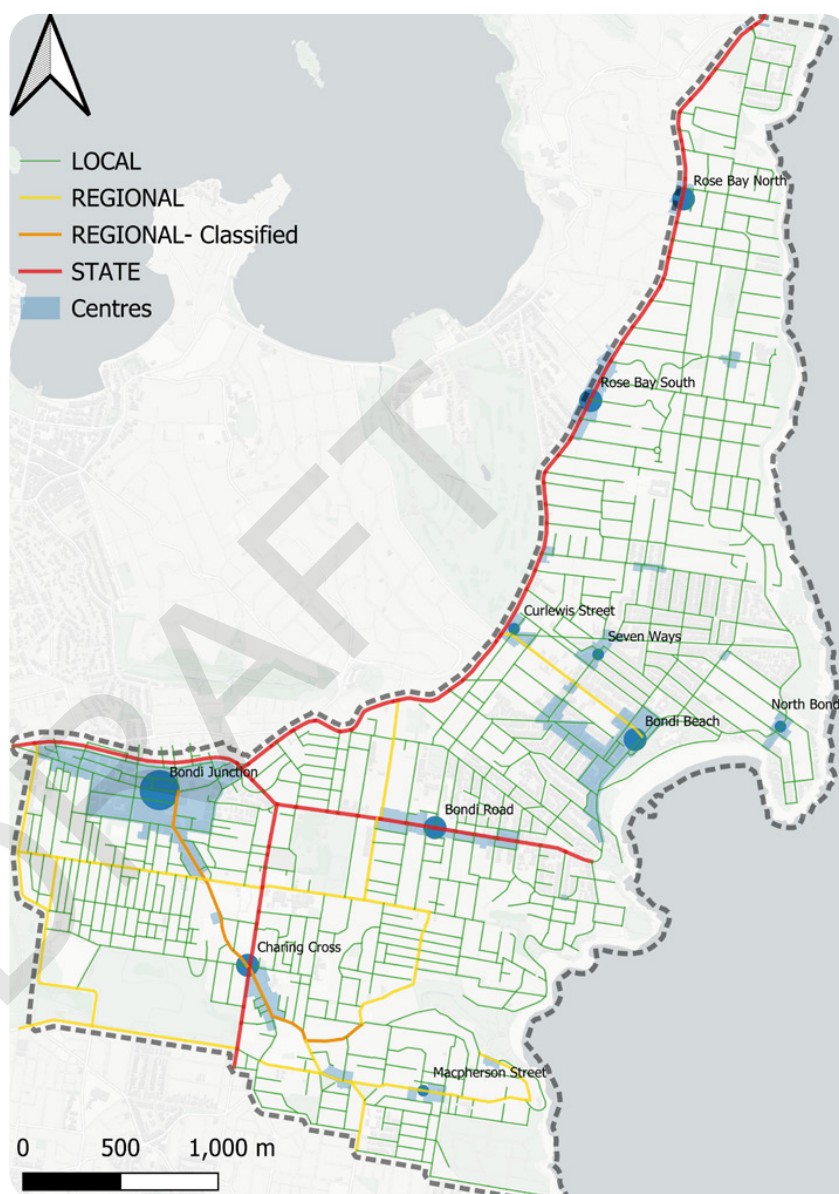 LOCAL
REGIONAL
REGIONAL- Classified
STATE
Centres
Rose Bay North
Rose Bay South
Curlewis Street
Seven Ways
North Bond
Bondi Beach
Bondi Junction
Bondi Road
Charing Cross
Macpherson Street
DRAFT
0 500 1,000 m